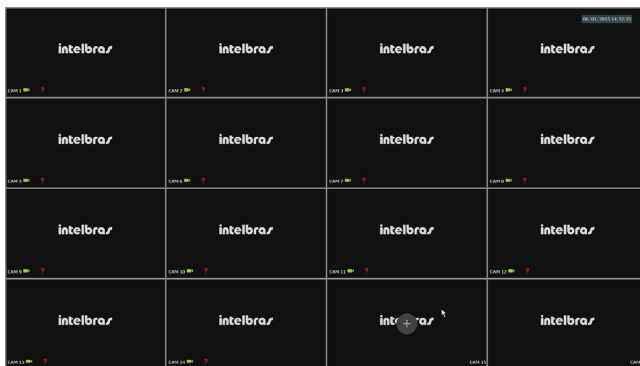 06/01/2015 14:32:33
intelbras intelbras intelbras intelbras
CAM 1 ? CAM 2 ? CAM 3 ? CAM 4 ?
intelbras intelbras intelbras intelbras
CAM 5 ? CAM 6 ? CAM 7 ? CAM 8 ?
intelbras intelbras intelbras intelbras
CAM 9 ? CAM 10 ? CAM 11 ? CAM 12 ?
intelbras intelbras intelbras
CAM 13 ? CAM 14 ? CAM 15 CAM